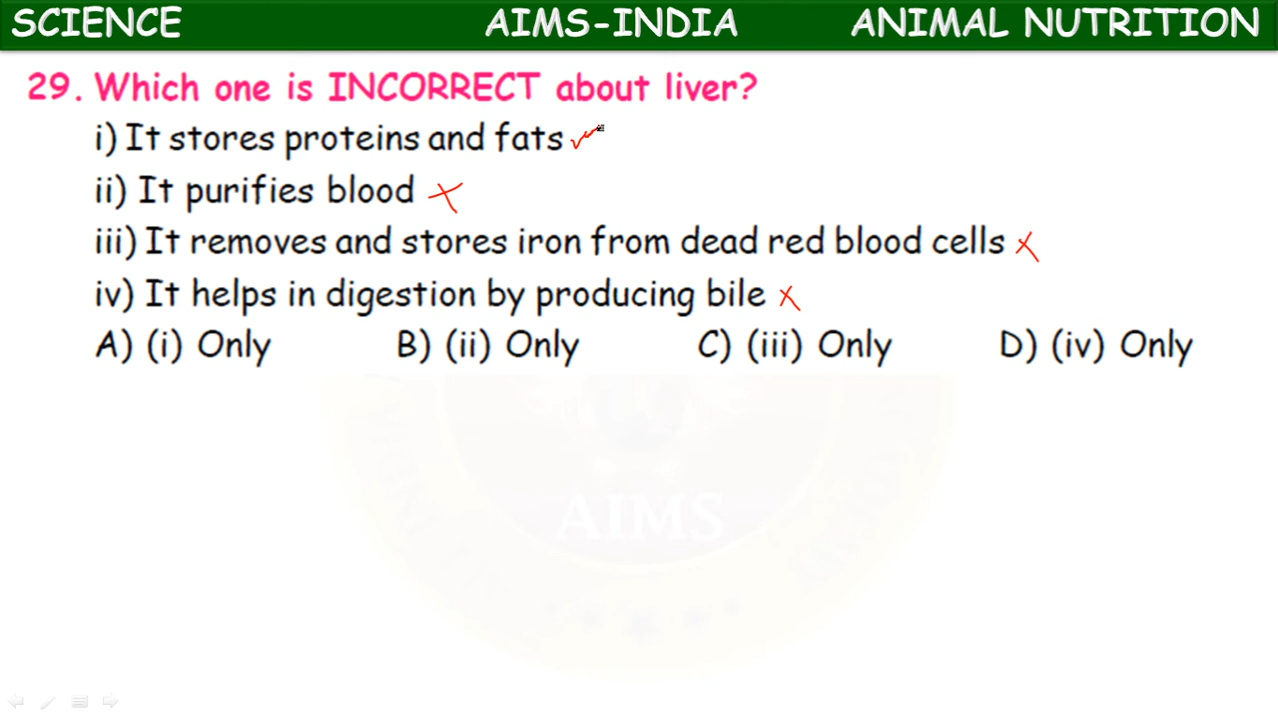 SCIENCE AIMS-INDIA ANIMAL NUTRITION
29. Which one is INCORRECT about liver?
i) It stores proteins and fats
ii) It purifies blood
iii) It removes and stores iron from dead red blood cells
iv) It helps in digestion by producing bile
A) (i) Only B) (ii) Only C) (iii) Only D) (iv) Only
AIMS